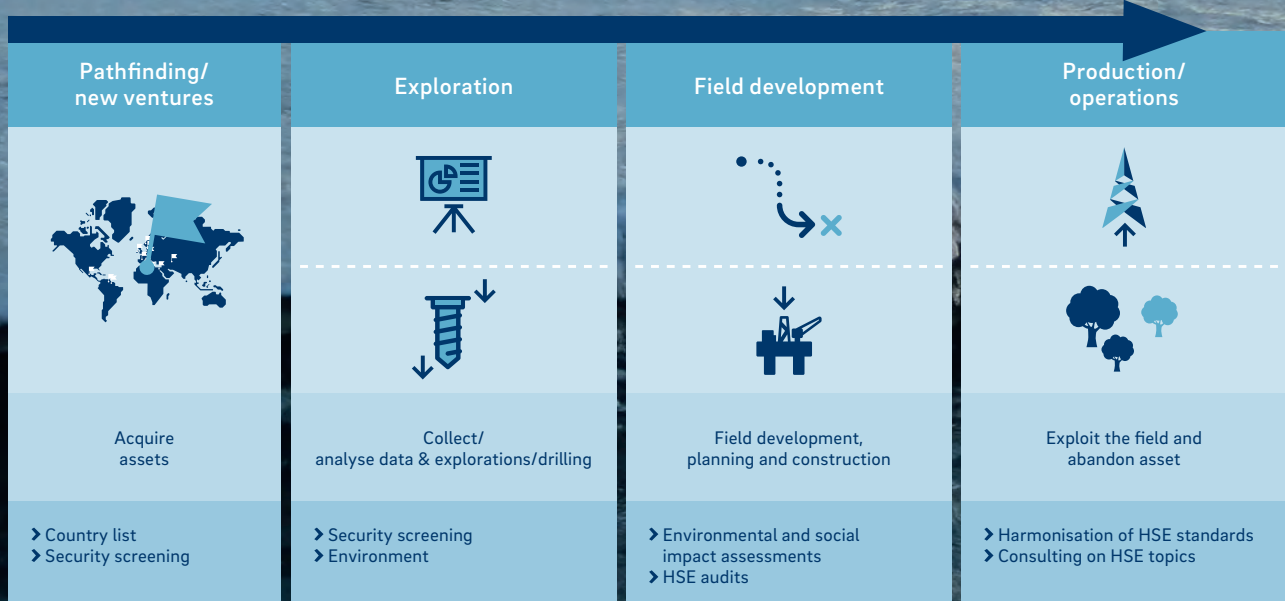 Pathfinding/
new ventures
Exploration
Field development
Production/
operations
Acquire
assets
Collect/
analyse data & explorations/drilling
Field development,
planning and construction
Exploit the field and
abandon asset
Country list
Security screening
Security screening
Environment
Environmental and social
impact assessments
HSE audits
Harmonisation of HSE standards
Consulting on HSE topics